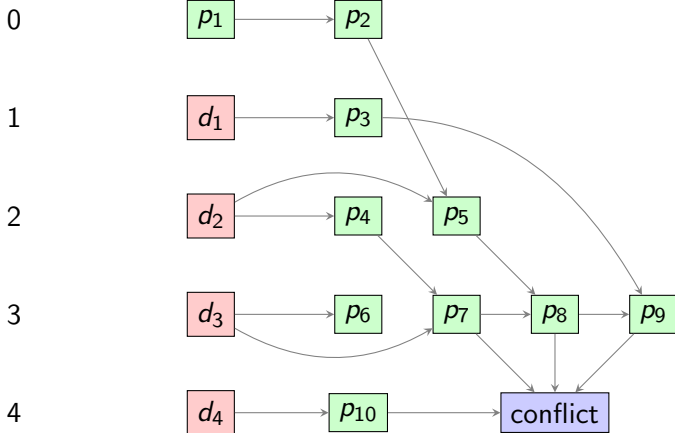 0 p₁ p₂
1 d₁ p₃
2 d₂ p₄ p₅
3 d₃ p₆ p₇ p₈ p₉
4 d₄ p₁₀ conflict